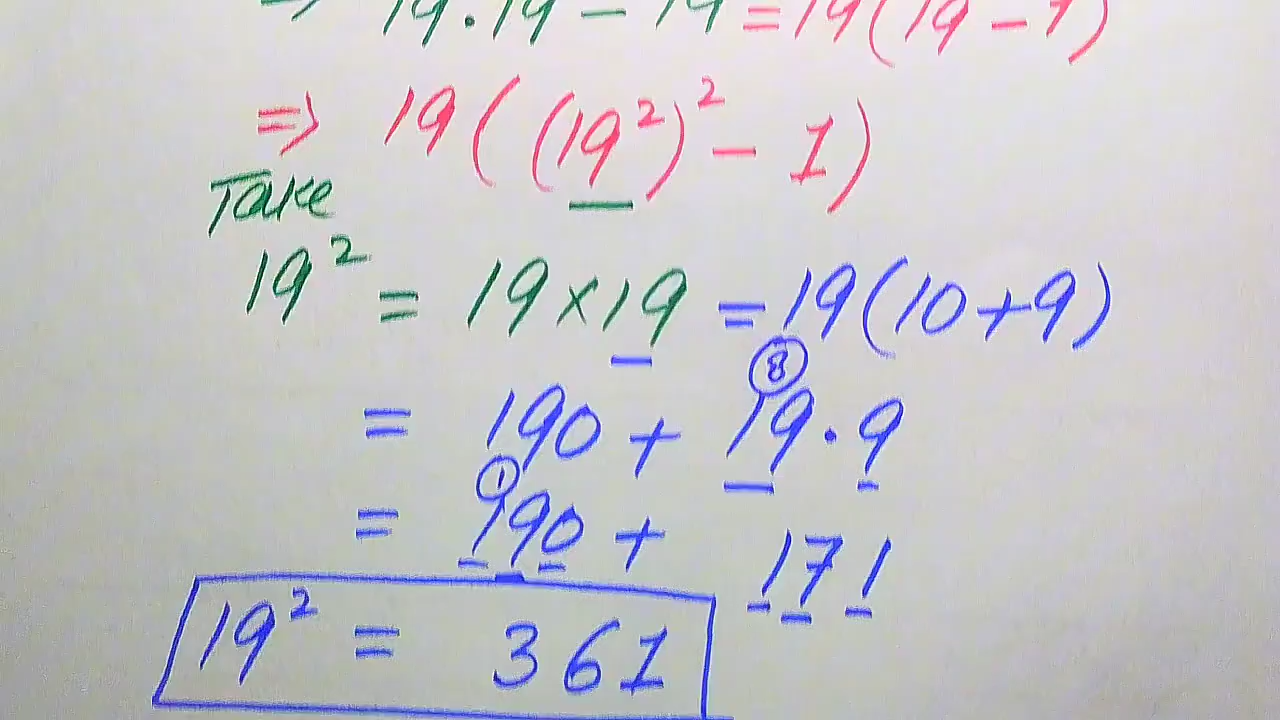 ⇒ 19((19²)² - 1)
Take
19² = 19×19 = 19(10+9)
8
= 190 + 19·9
1
= 190 + 171
19² = 361